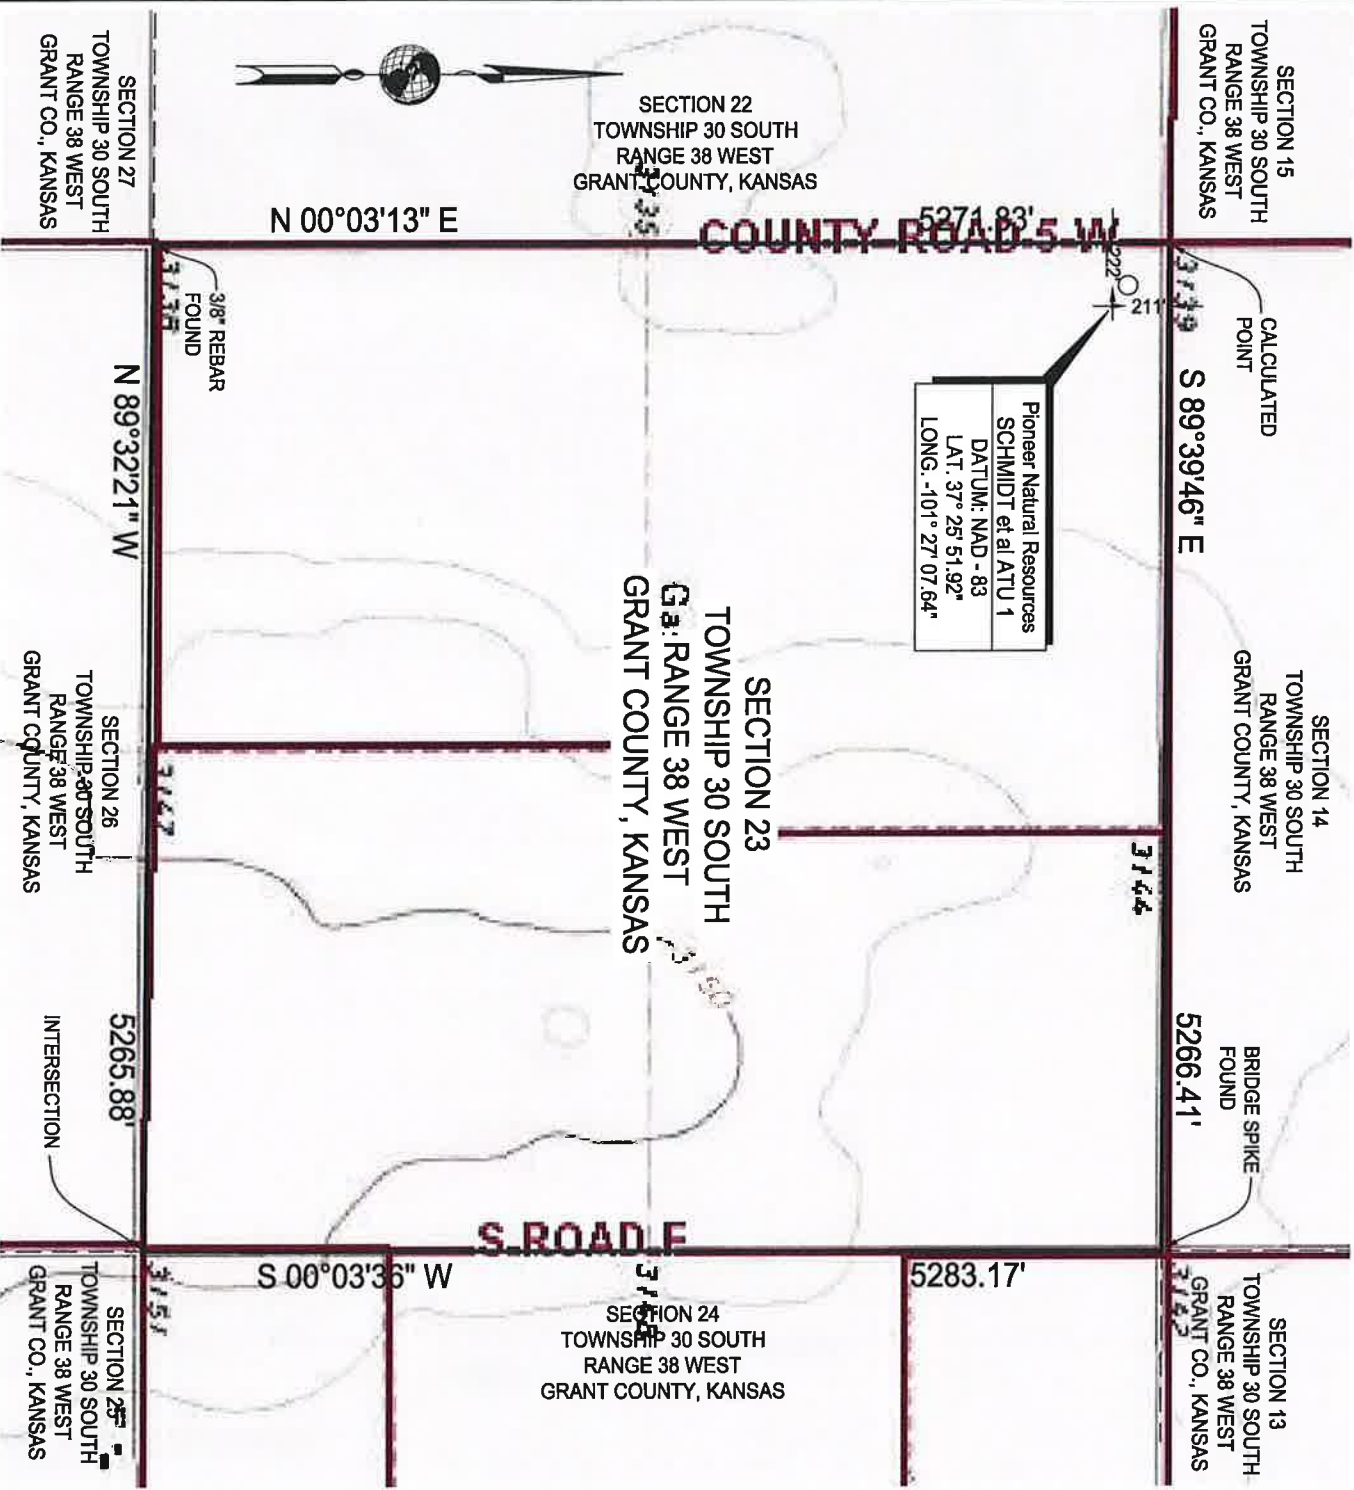 SECTION 27
TOWNSHIP 30 SOUTH
RANGE 38 WEST
GRANT CO., KANSAS
SECTION 22
TOWNSHIP 30 SOUTH
RANGE 38 WEST
GRANT COUNTY, KANSAS
SECTION 15
TOWNSHIP 30 SOUTH
RANGE 38 WEST
GRANT CO., KANSAS
N 00°03'13" E
5271.83'
COUNTY ROAD 5 W
3135
3/8" REBAR
FOUND
3138
222'
211'
3139
CALCULATED
POINT
Pioneer Natural Resources
SCHMIDT et al ATU 1
DATUM: NAD - 83
LAT. 37° 25' 51.92"
LONG. -101° 27' 07.64"
N 89°32'21" W
S 89°39'46" E
SECTION 23
TOWNSHIP 30 SOUTH
RANGE 38 WEST
GRANT COUNTY, KANSAS
SECTION 14
TOWNSHIP 30 SOUTH
RANGE 38 WEST
GRANT COUNTY, KANSAS
SECTION 26
TOWNSHIP 30 SOUTH
RANGE 38 WEST
GRANT COUNTY, KANSAS
3147
3144
3150
5265.88'
INTERSECTION
5266.41'
BRIDGE SPIKE
FOUND
S ROAD F
S 00°03'36" W
5283.17'
3151
SECTION 25
TOWNSHIP 30 SOUTH
RANGE 38 WEST
GRANT CO., KANSAS
SECTION 24
TOWNSHIP 30 SOUTH
RANGE 38 WEST
GRANT COUNTY, KANSAS
SECTION 13
TOWNSHIP 30 SOUTH
RANGE 38 WEST
GRANT CO., KANSAS